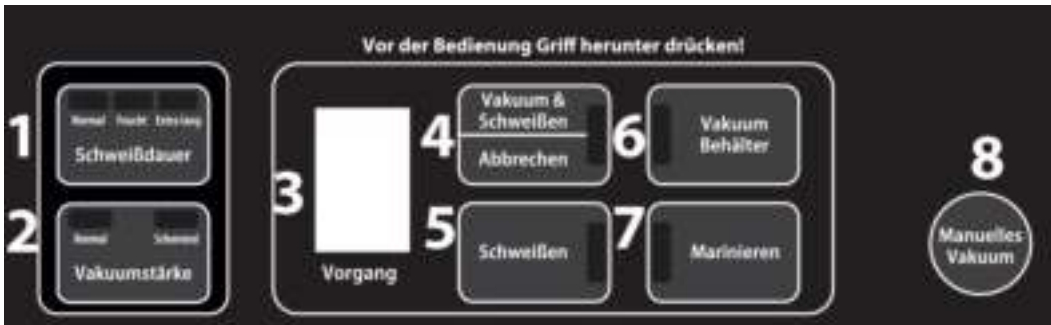 Vor der Bedienung Griff herunter drücken!
1
Normal Feucht Extra lang
Schweißdauer
2
Normal Schonend
Vakuumstärke
3
Vorgang
4
Vakuum &
Schweißen
Abbrechen
5
Schweißen
6
Vakuum
Behälter
7
Marinieren
8
Manuelles
Vakuum